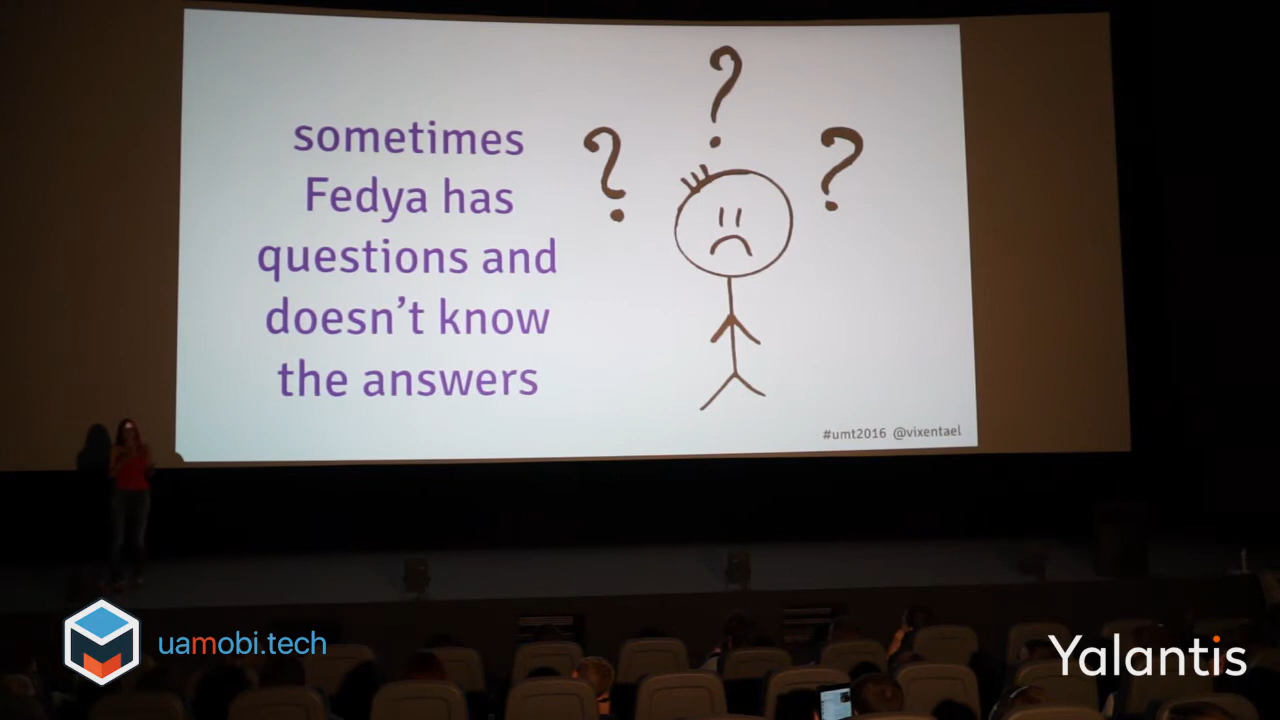 sometimes
Fedya has
questions and
doesn't know
the answers
? ? ?
#umt2016 @vixentael
uamobi.tech
Yalantis